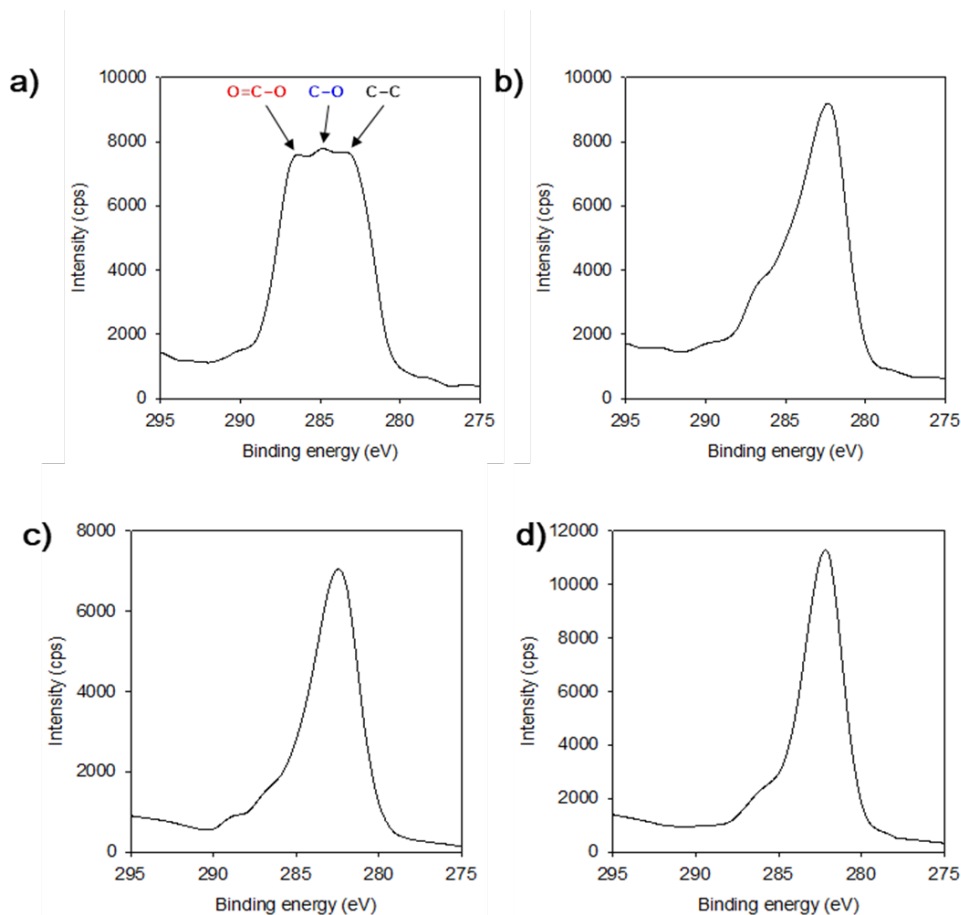 a)
10000
8000
6000
4000
2000
0
Intensity (cps)
O=C–O C–O C–C
295 290 285 280 275
Binding energy (eV)
b)
10000
8000
6000
4000
2000
0
Intensity (cps)
295 290 285 280 275
Binding energy (eV)
c)
8000
6000
4000
2000
0
Intensity (cps)
295 290 285 280 275
Binding energy (eV)
d)
12000
10000
8000
6000
4000
2000
0
Intensity (cps)
295 290 285 280 275
Binding energy (eV)